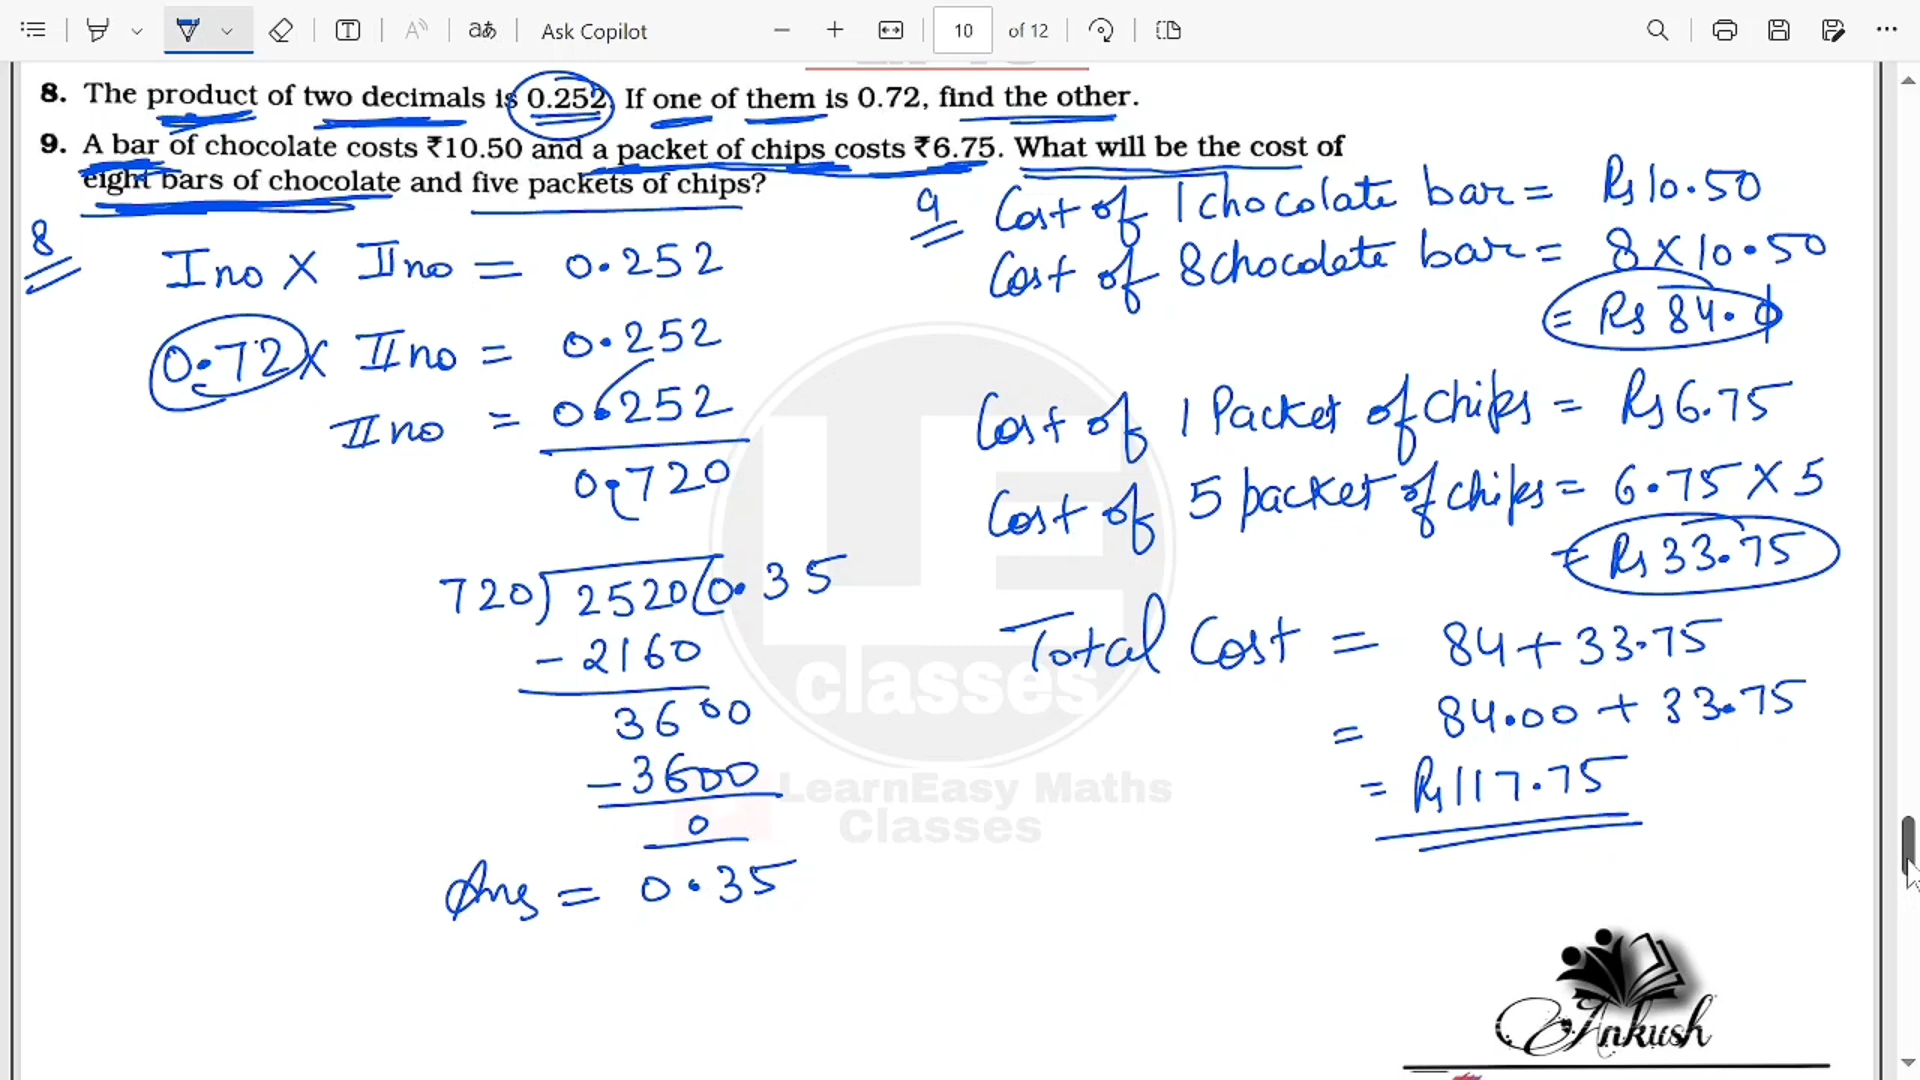 Ask Copilot
10 of 12
8. The product of two decimals is 0.252. If one of them is 0.72, find the other.
9. A bar of chocolate costs ₹10.50 and a packet of chips costs ₹6.75. What will be the cost of
eight bars of chocolate and five packets of chips?
8
I no X II no = 0.252
0.72 x II no = 0.252
II no = 0.252
0.720
720) 2520 (0.35
- 2160
3600
- 3600
0
Ans = 0.35
9 Cost of 1 chocolate bar = Rs 10.50
Cost of 8 chocolate bar = 8 X 10.50
= Rs 84.0
Cost of 1 Packet of Chips = Rs 6.75
Cost of 5 packet of chips = 6.75 X 5
= Rs 33.75
Total Cost = 84 + 33.75
= 84.00 + 33.75
= Rs 117.75
LE
classes
LearnEasy Maths
Classes
Ankush